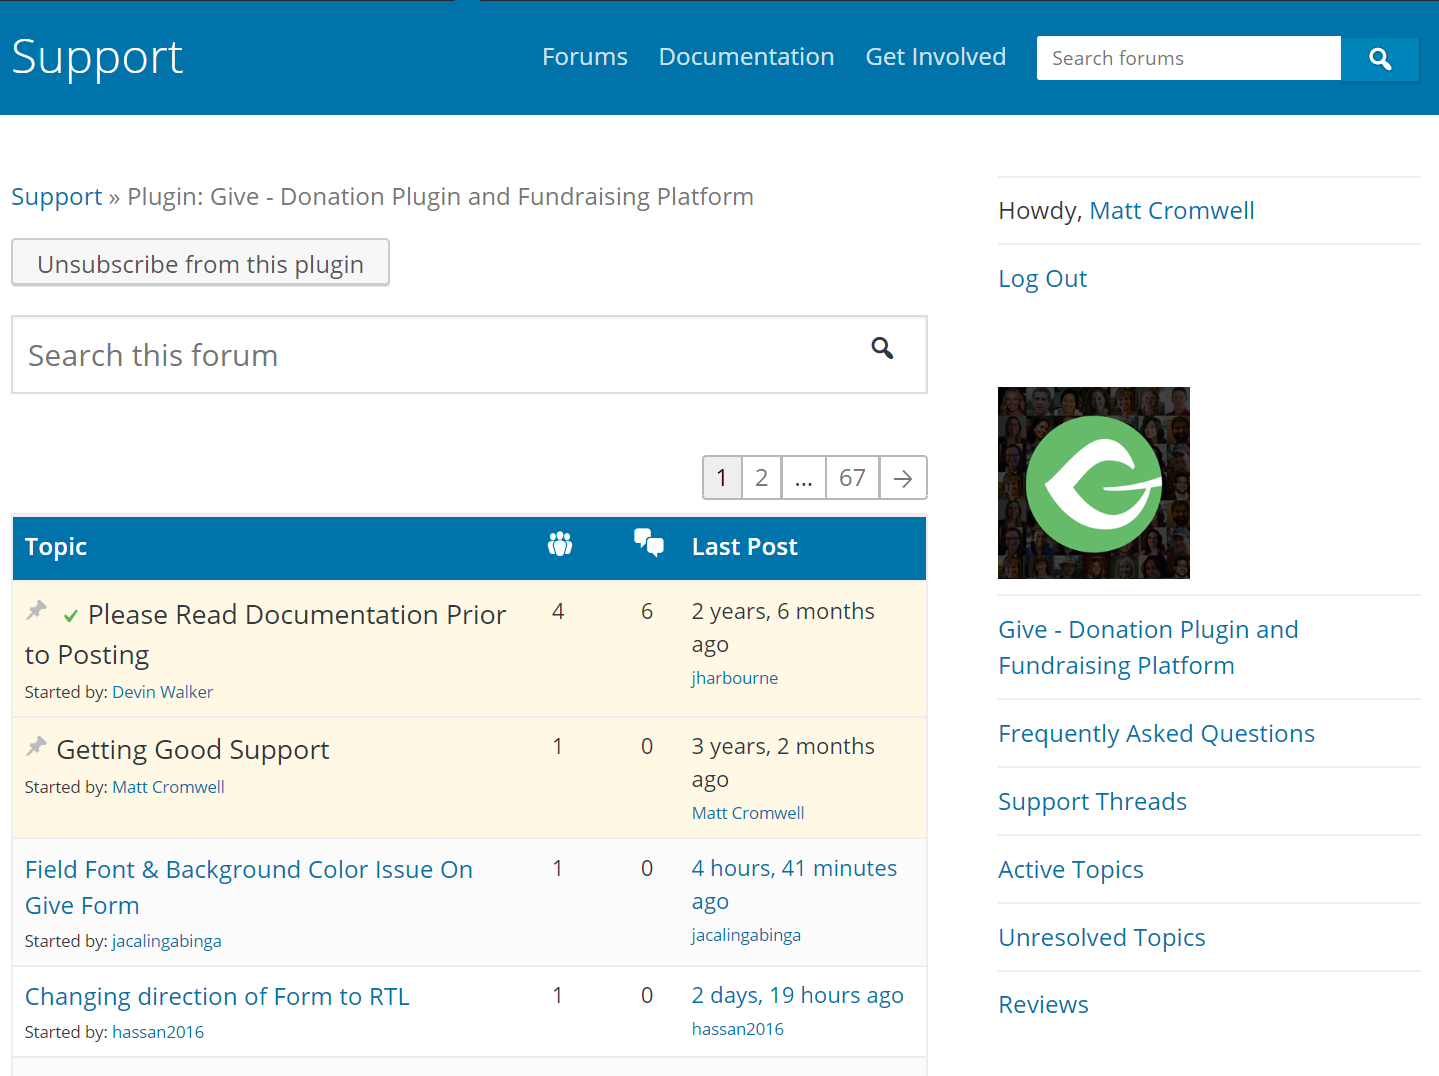 Support
Forums Documentation Get Involved Search forums
Support » Plugin: Give - Donation Plugin and Fundraising Platform
Unsubscribe from this plugin
Search this forum
1 2 ... 67 →
Topic Last Post
Please Read Documentation Prior
to Posting
Started by: Devin Walker
4 6 2 years, 6 months
ago
jharbourne
Getting Good Support
Started by: Matt Cromwell
1 0 3 years, 2 months
ago
Matt Cromwell
Field Font & Background Color Issue On
Give Form
Started by: jacalingabinga
1 0 4 hours, 41 minutes
ago
jacalingabinga
Changing direction of Form to RTL
Started by: hassan2016
1 0 2 days, 19 hours ago
hassan2016
Howdy, Matt Cromwell
Log Out
Give - Donation Plugin and
Fundraising Platform
Frequently Asked Questions
Support Threads
Active Topics
Unresolved Topics
Reviews